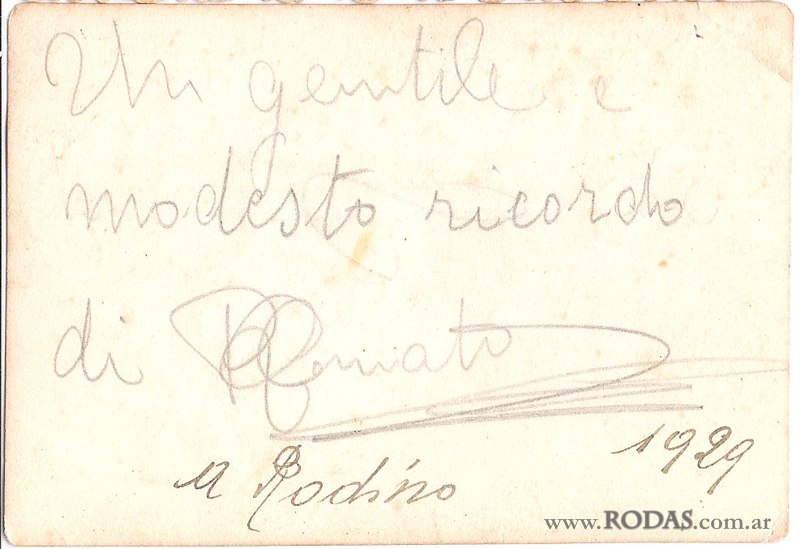 Un gentile e
modesto ricordo
di Renato
a Rodino
1929
www.RODAS.com.ar